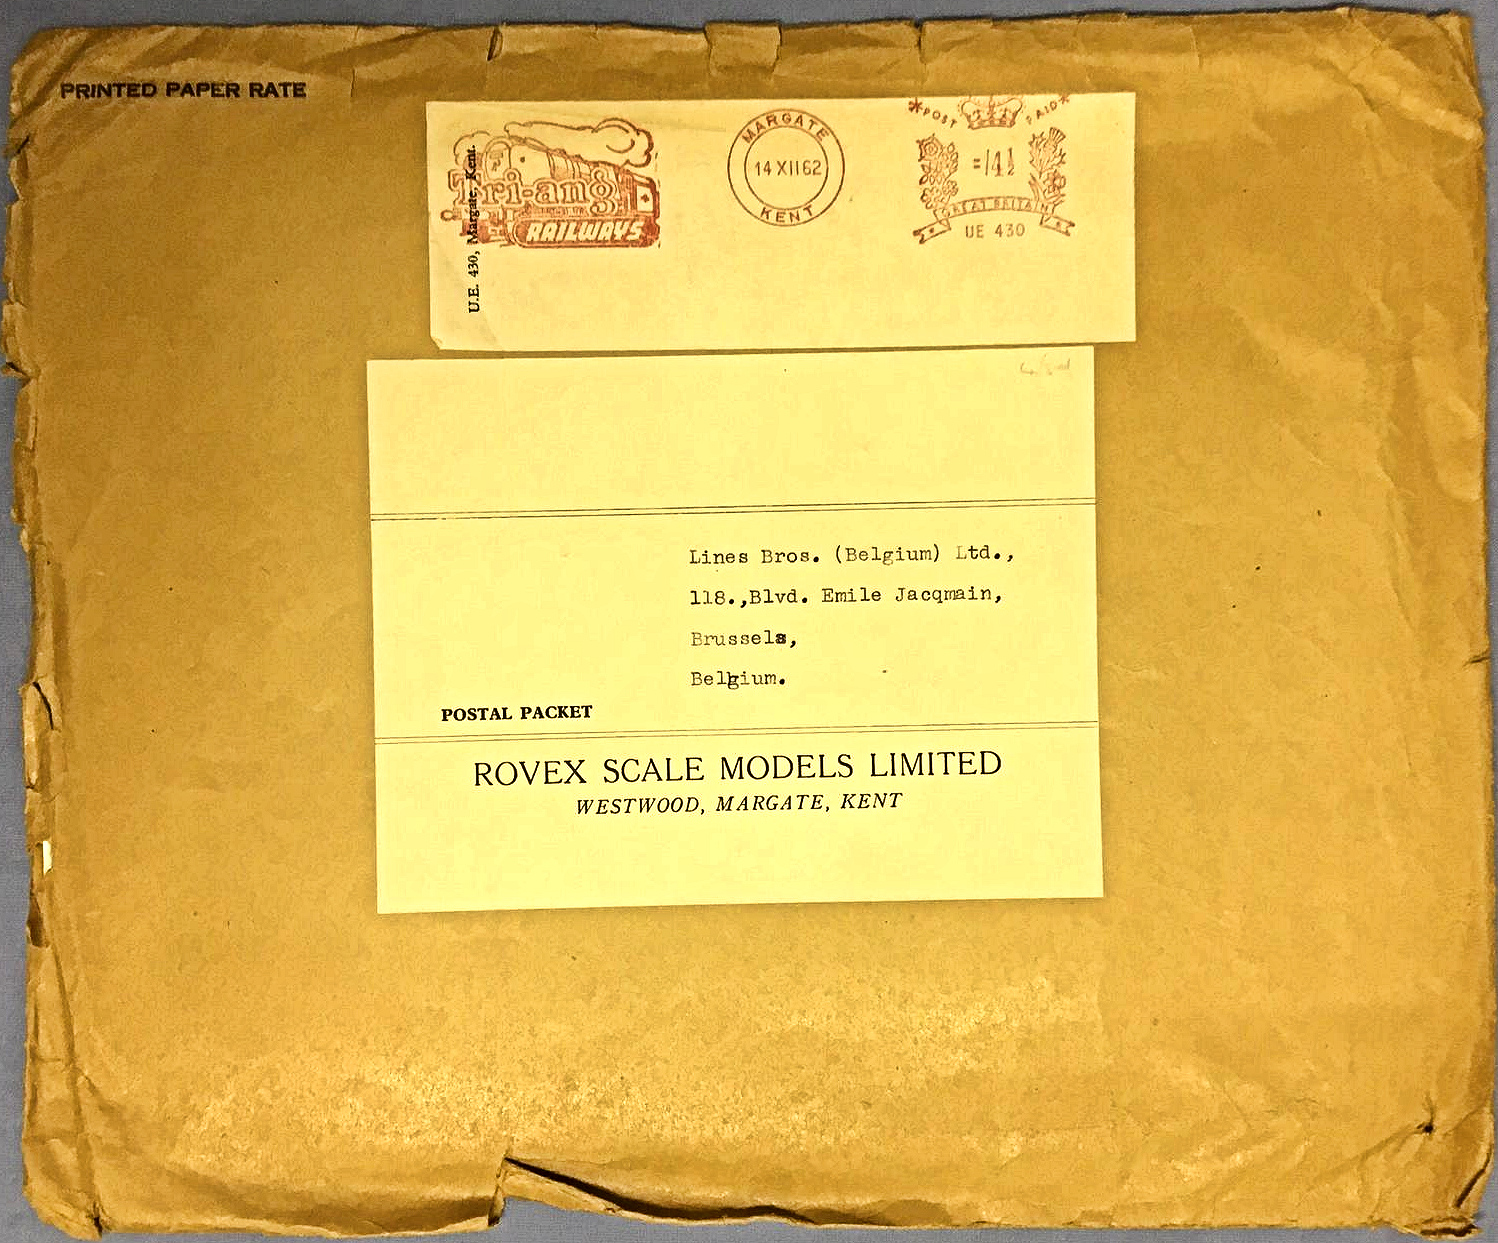 PRINTED PAPER RATE
U.E. 430, Margate, Kent.
Tri-ang
RAILWAYS
MARGATE
14 XII 62
KENT
*POST PAID*
=/4½
GREAT BRITAIN
UE 430
Lines Bros. (Belgium) Ltd.,
118.,Blvd. Emile Jacqmain,
Brussels,
Belgium.
POSTAL PACKET
ROVEX SCALE MODELS LIMITED
WESTWOOD, MARGATE, KENT